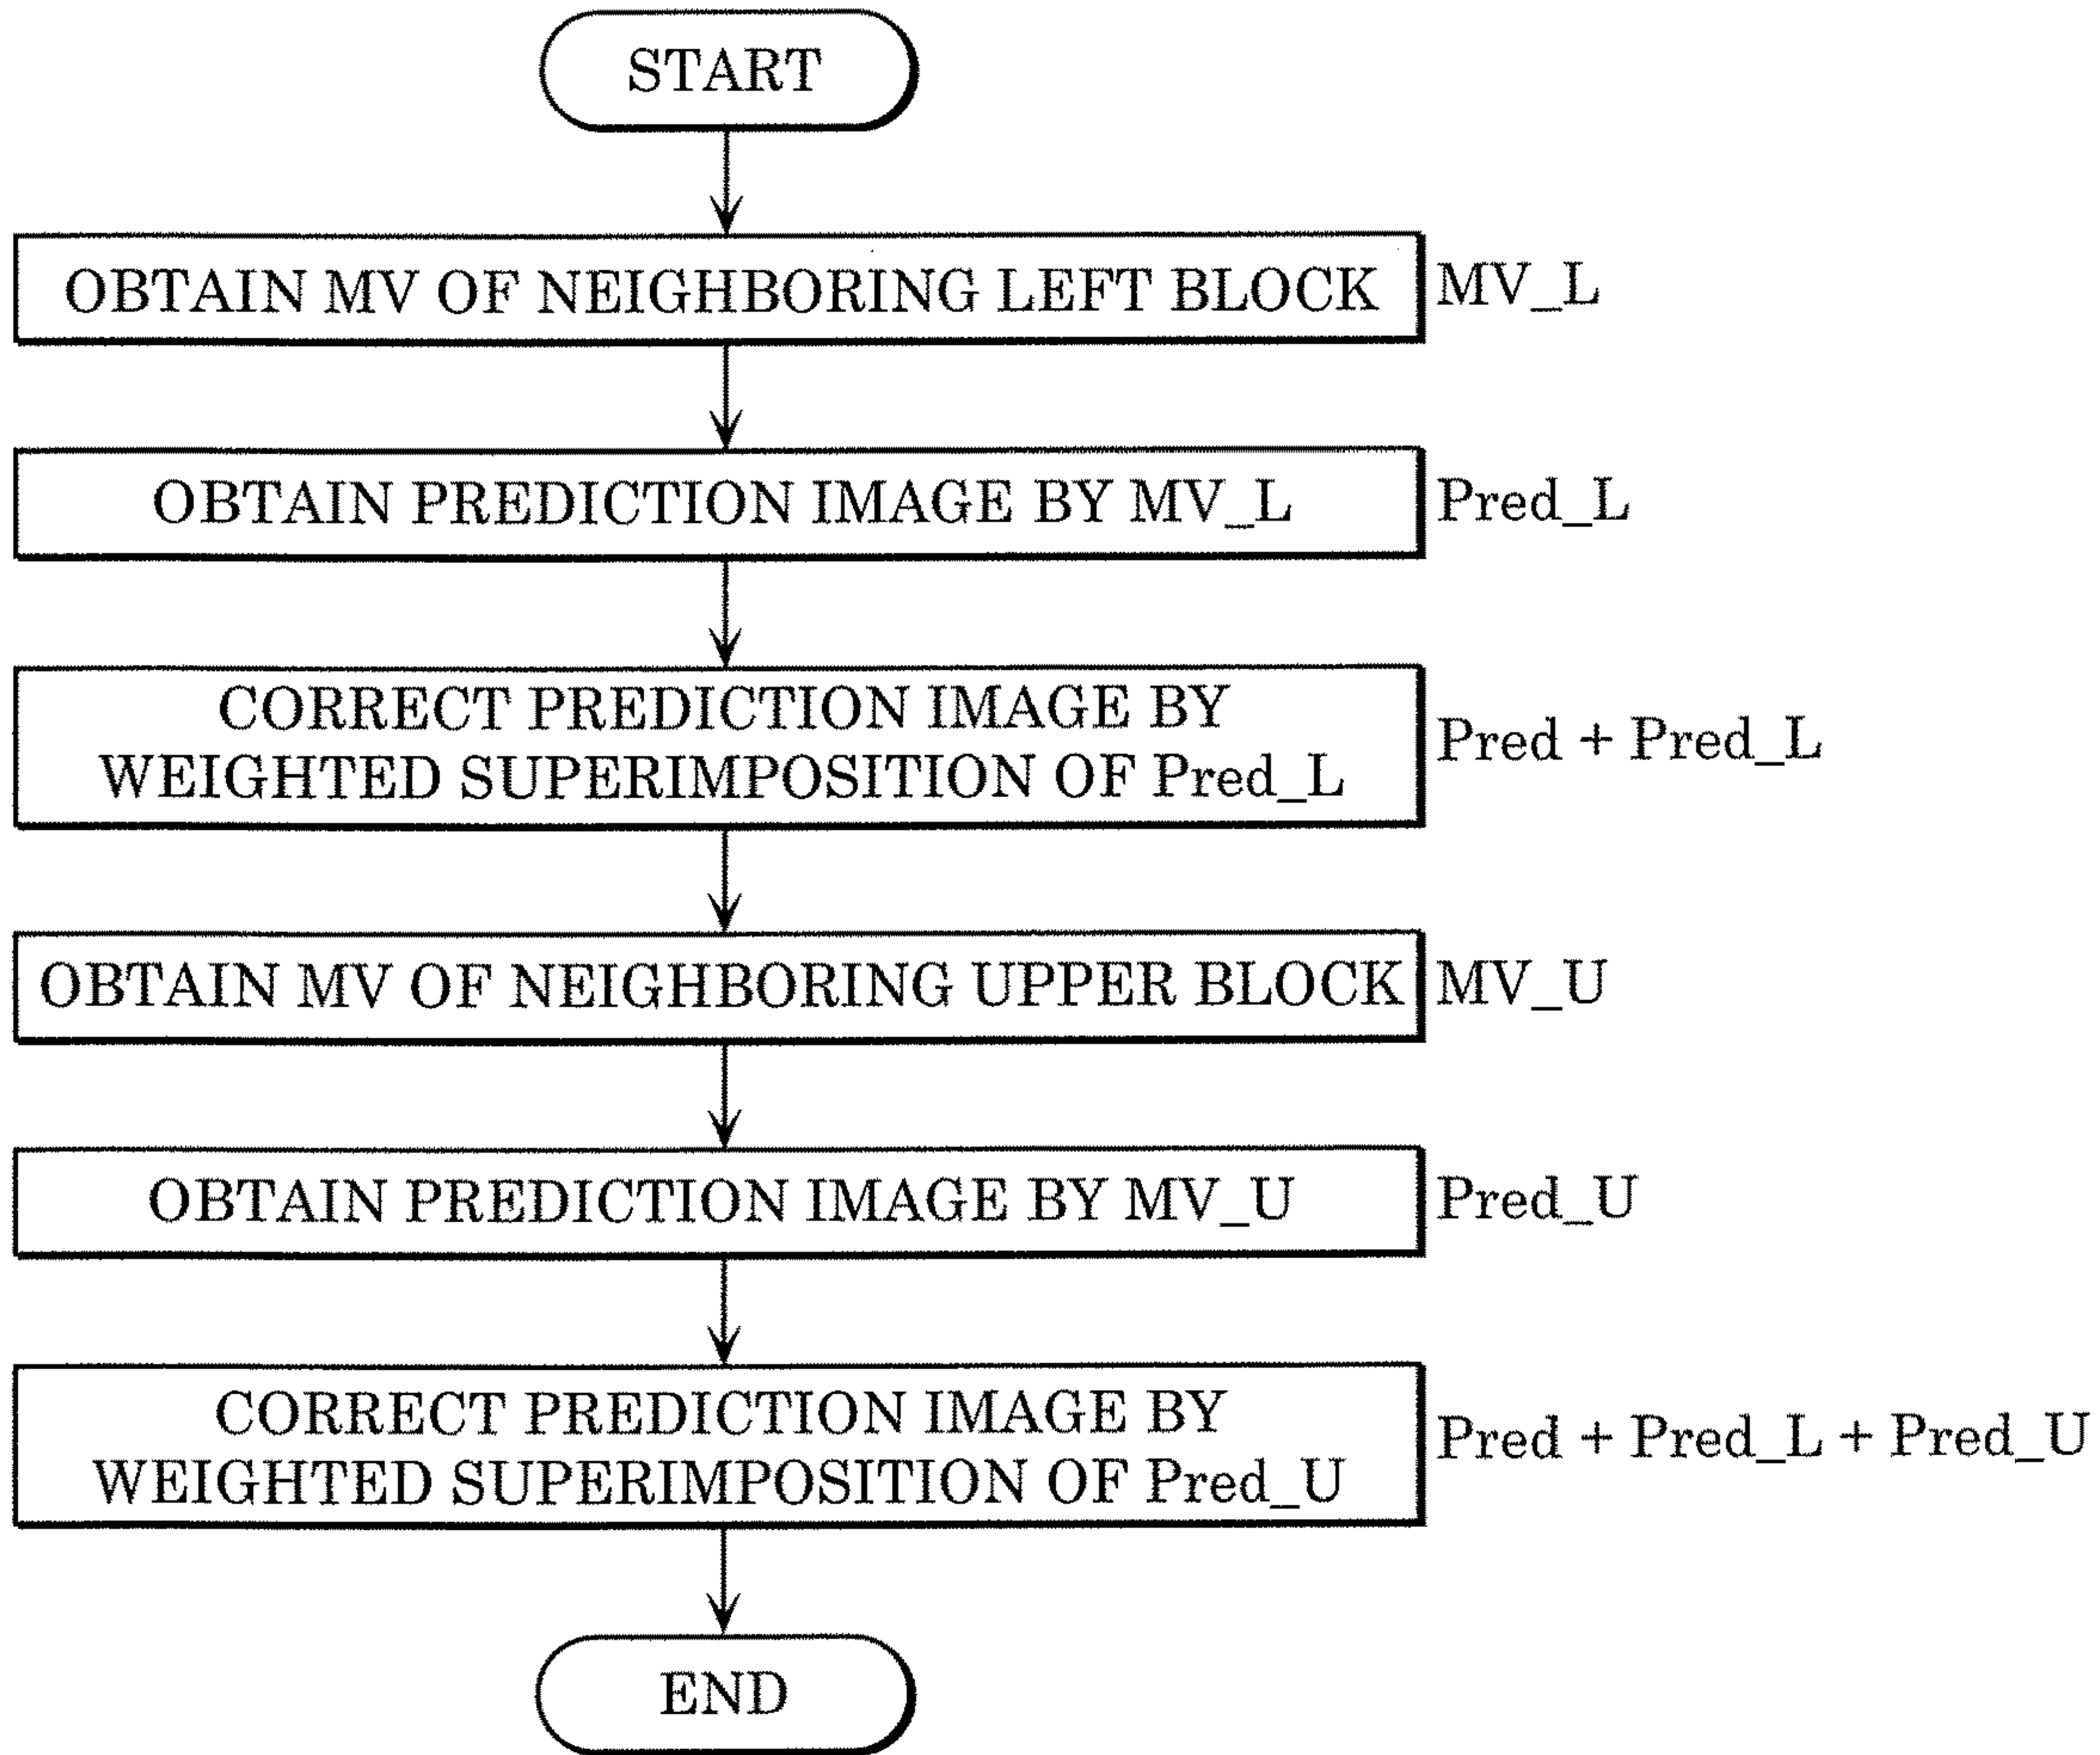 START
OBTAIN MV OF NEIGHBORING LEFT BLOCK
MV_L
OBTAIN PREDICTION IMAGE BY MV_L
Pred_L
CORRECT PREDICTION IMAGE BY
WEIGHTED SUPERIMPOSITION OF Pred_L
Pred + Pred_L
OBTAIN MV OF NEIGHBORING UPPER BLOCK
MV_U
OBTAIN PREDICTION IMAGE BY MV_U
Pred_U
CORRECT PREDICTION IMAGE BY
WEIGHTED SUPERIMPOSITION OF Pred_U
Pred + Pred_L + Pred_U
END